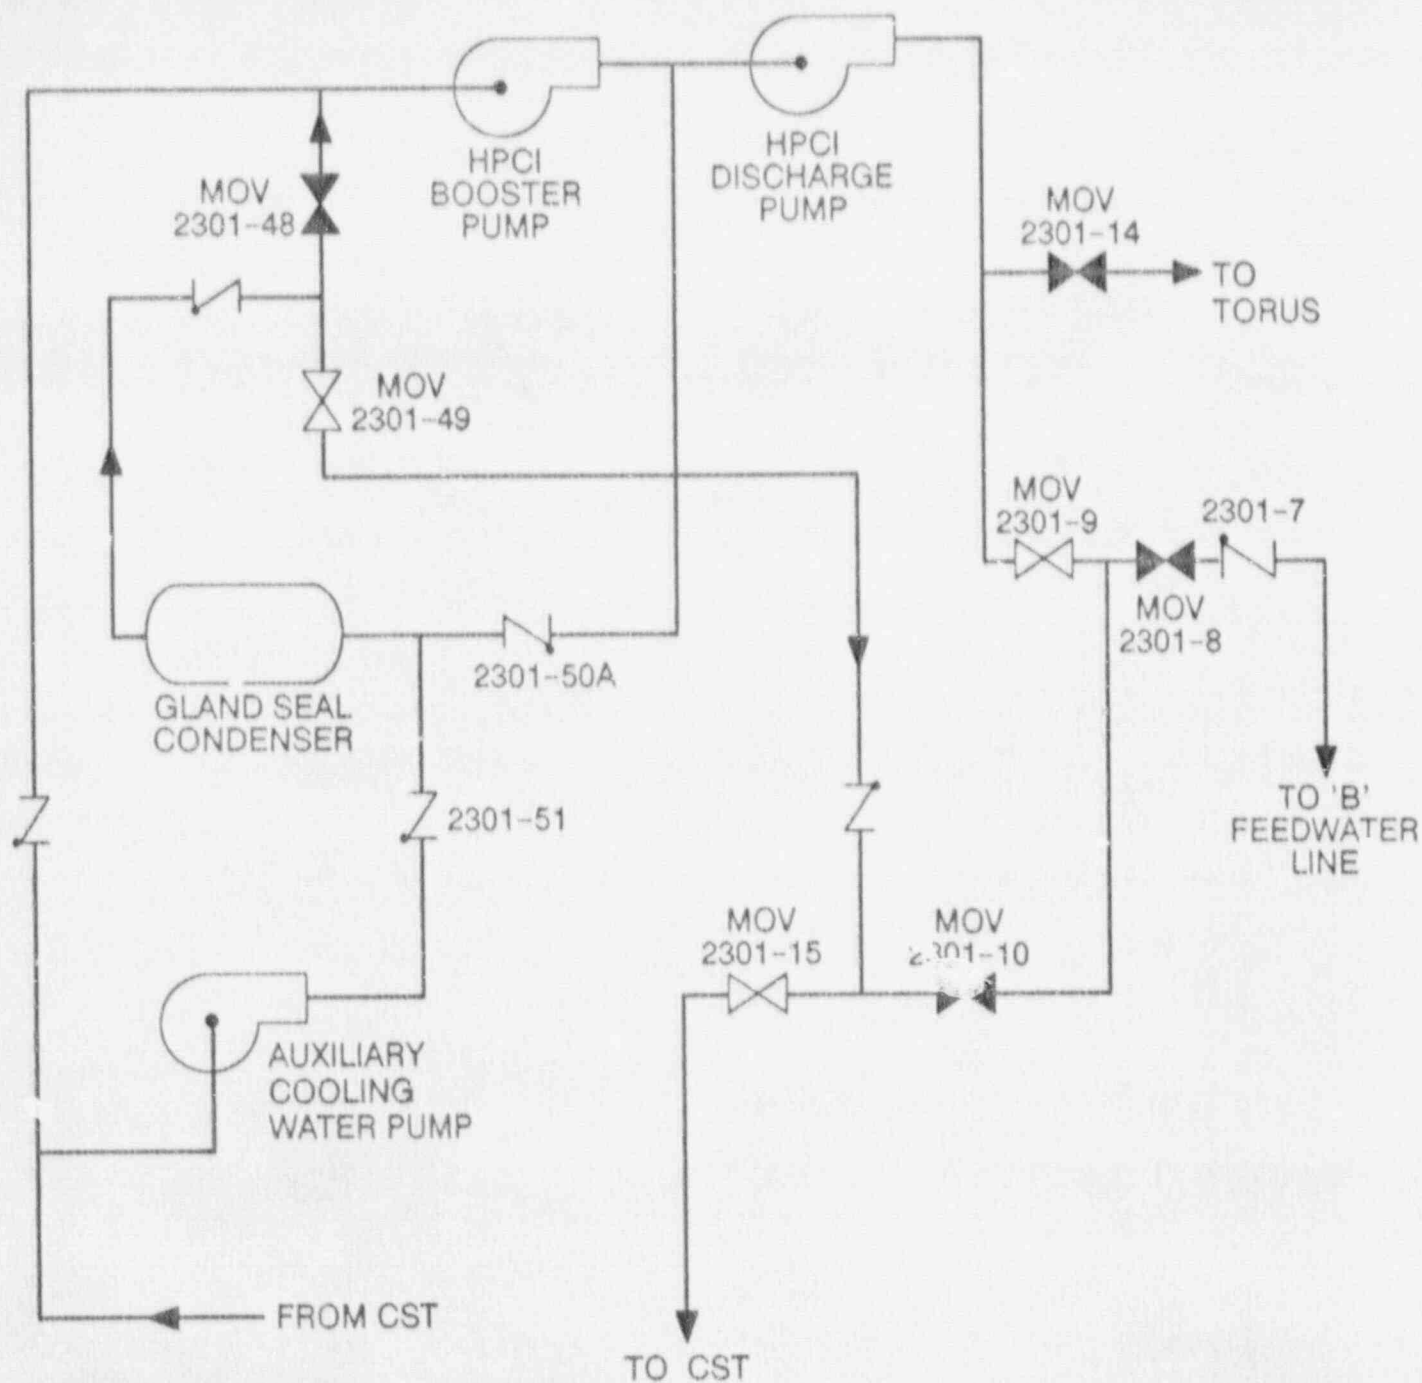 HPCI
BOOSTER
PUMP
HPCI
DISCHARGE
PUMP
MOV
2301-48
MOV
2301-14
TO
TORUS
MOV
2301-49
MOV
2301-9
2301-7
MOV
2301-8
2301-50A
GLAND SEAL
CONDENSER
2301-51
TO 'B'
FEEDWATER
LINE
MOV
2301-15
MOV
2301-10
AUXILIARY
COOLING
WATER PUMP
FROM CST
TO CST